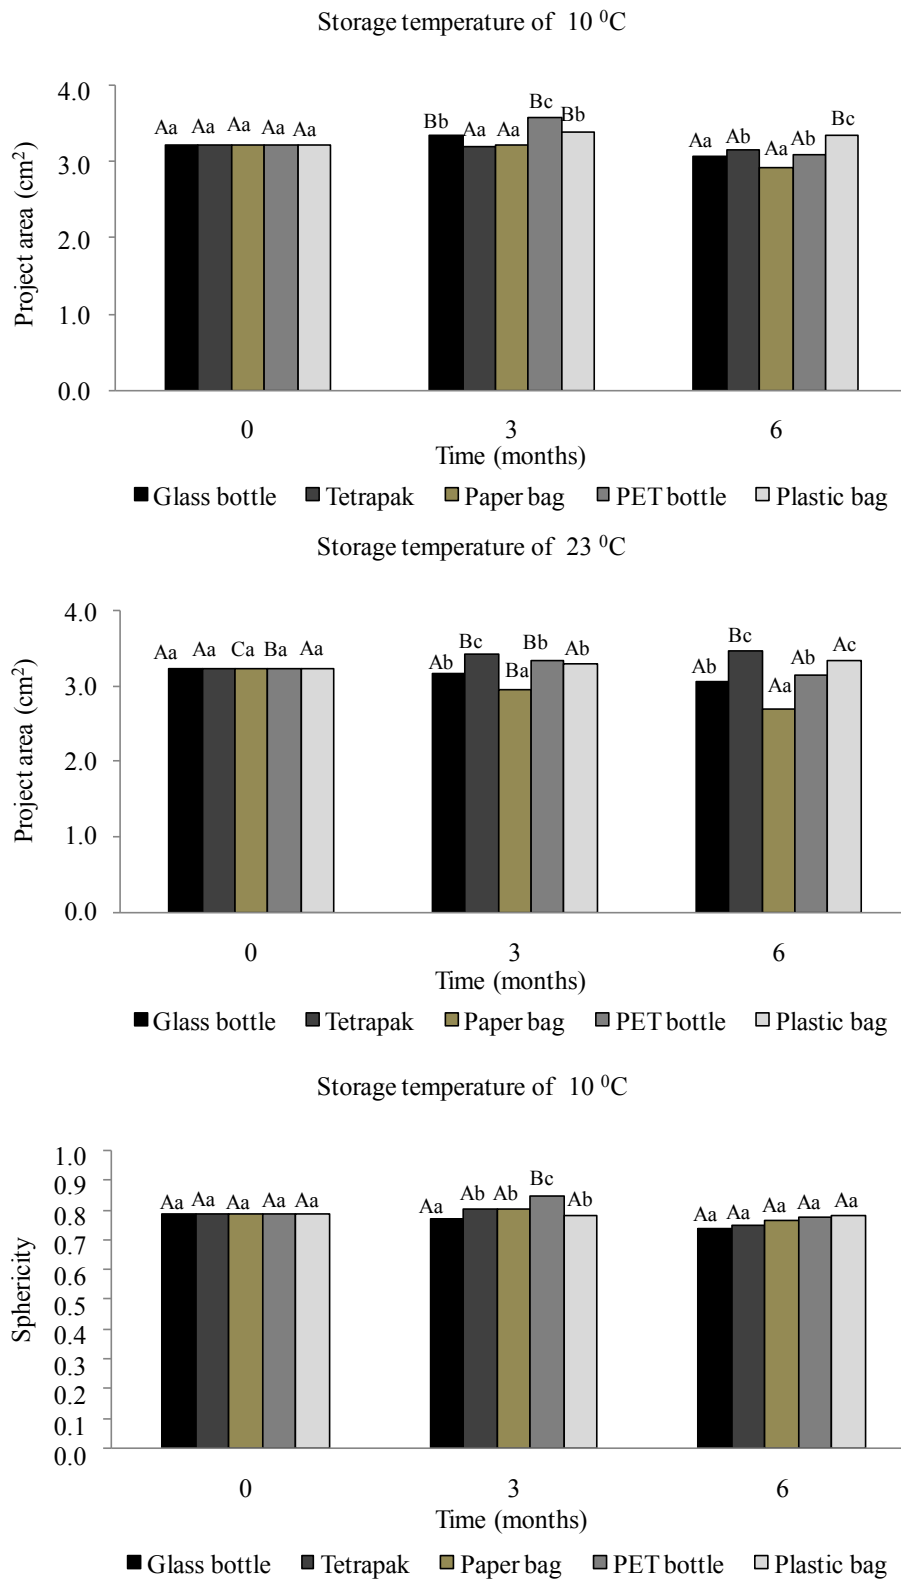 Storage temperature of 10 ⁰C
Project area (cm²)
4.0
3.0
2.0
1.0
0.0
Aa Aa Aa Aa Aa
Bb Aa Aa Bc Bb
Aa Ab Aa Ab Bc
0 3 6
Time (months)
Glass bottle Tetrapak Paper bag PET bottle Plastic bag
Storage temperature of 23 ⁰C
Project area (cm²)
4.0
3.0
2.0
1.0
0.0
Aa Aa Ca Ba Aa
Ab Bc Ba Bb Ab
Ab Bc Aa Ab Ac
0 3 6
Time (months)
Glass bottle Tetrapak Paper bag PET bottle Plastic bag
Storage temperature of 10 ⁰C
Sphericity
1.0
0.9
0.8
0.7
0.6
0.5
0.4
0.3
0.2
0.1
0.0
Aa Aa Aa Aa Aa
Aa Ab Ab Bc Ab
Aa Aa Aa Aa Aa
0 3 6
Time (months)
Glass bottle Tetrapak Paper bag PET bottle Plastic bag